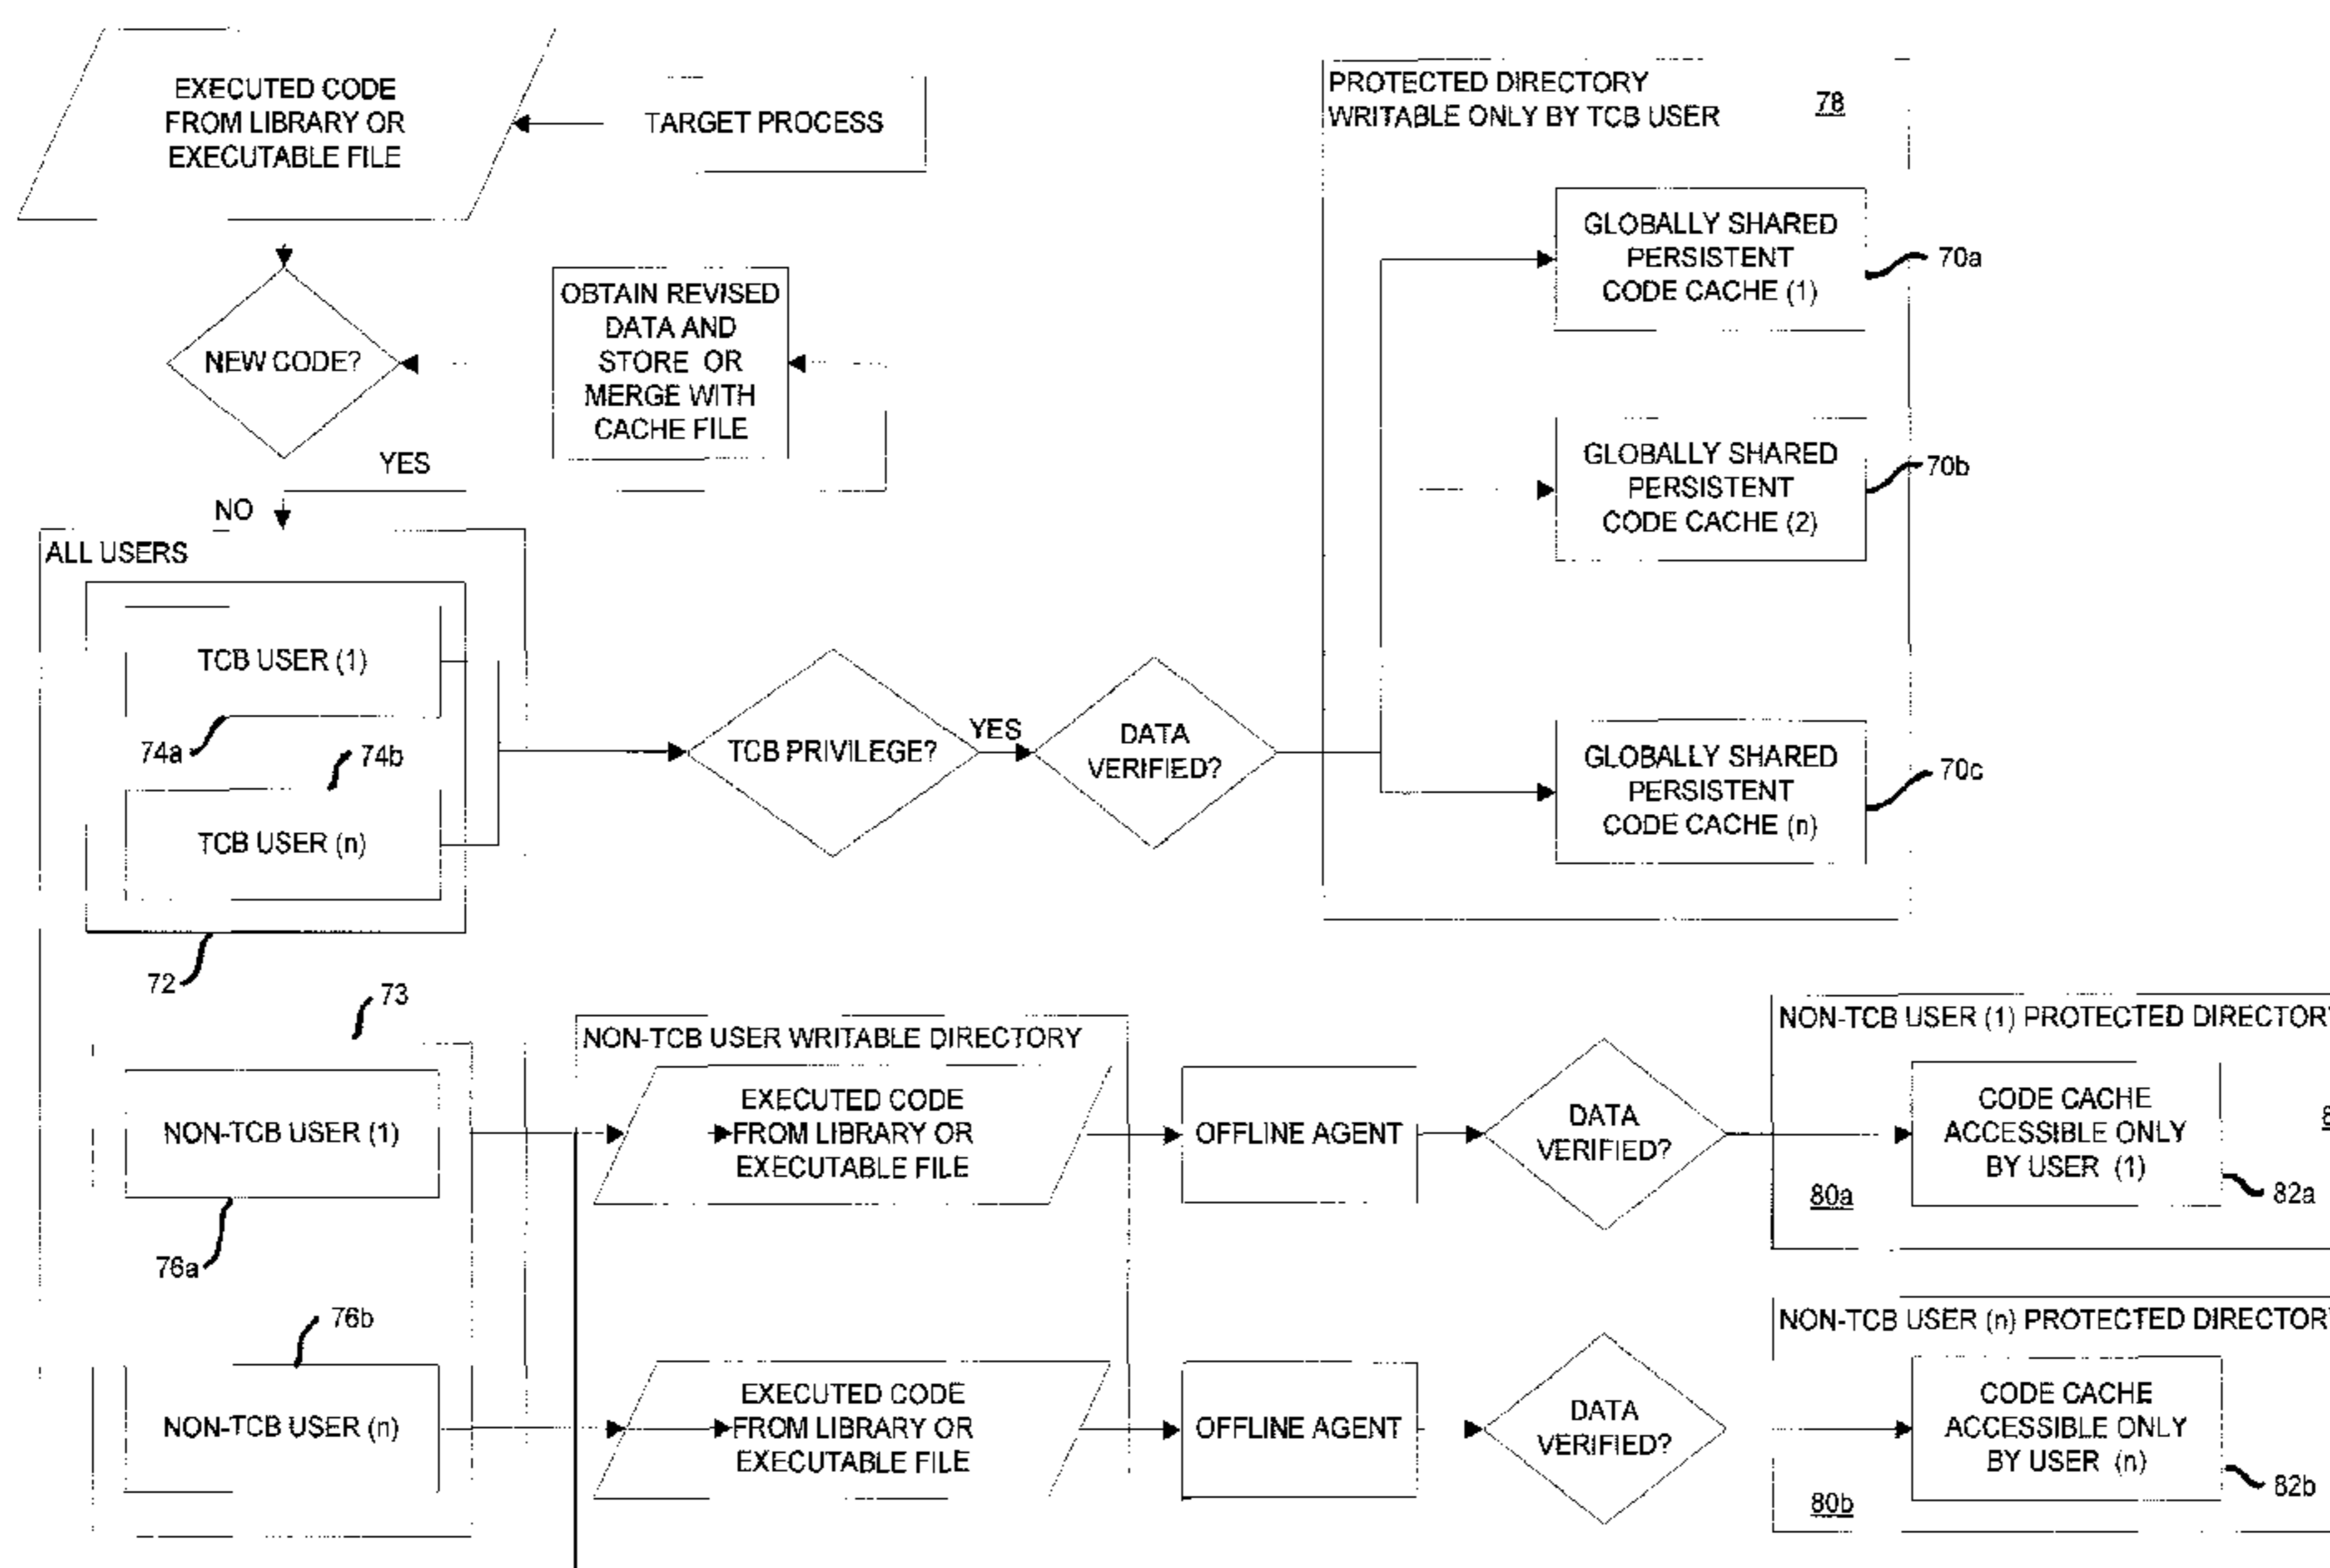 EXECUTED CODE
FROM LIBRARY OR
EXECUTABLE FILE
TARGET PROCESS
PROTECTED DIRECTORY
WRITABLE ONLY BY TCB USER
78
GLOBALLY SHARED
PERSISTENT
CODE CACHE (1)
70a
NEW CODE?
OBTAIN REVISED
DATA AND
STORE OR
MERGE WITH
CACHE FILE
YES
NO
GLOBALLY SHARED
PERSISTENT
CODE CACHE (2)
70b
ALL USERS
TCB USER (1)
74a
74b
TCB USER (n)
72
TCB PRIVILEGE?
YES
DATA
VERIFIED?
GLOBALLY SHARED
PERSISTENT
CODE CACHE (n)
70c
73
NON-TCB USER (1)
76a
NON-TCB USER WRITABLE DIRECTORY
EXECUTED CODE
FROM LIBRARY OR
EXECUTABLE FILE
OFFLINE AGENT
DATA
VERIFIED?
NON-TCB USER (1) PROTECTED DIRECTORY
CODE CACHE
ACCESSIBLE ONLY
BY USER (1)
80a
82a
76b
NON-TCB USER (n)
EXECUTED CODE
FROM LIBRARY OR
EXECUTABLE FILE
OFFLINE AGENT
DATA
VERIFIED?
NON-TCB USER (n) PROTECTED DIRECTORY
CODE CACHE
ACCESSIBLE ONLY
BY USER (n)
80b
82b